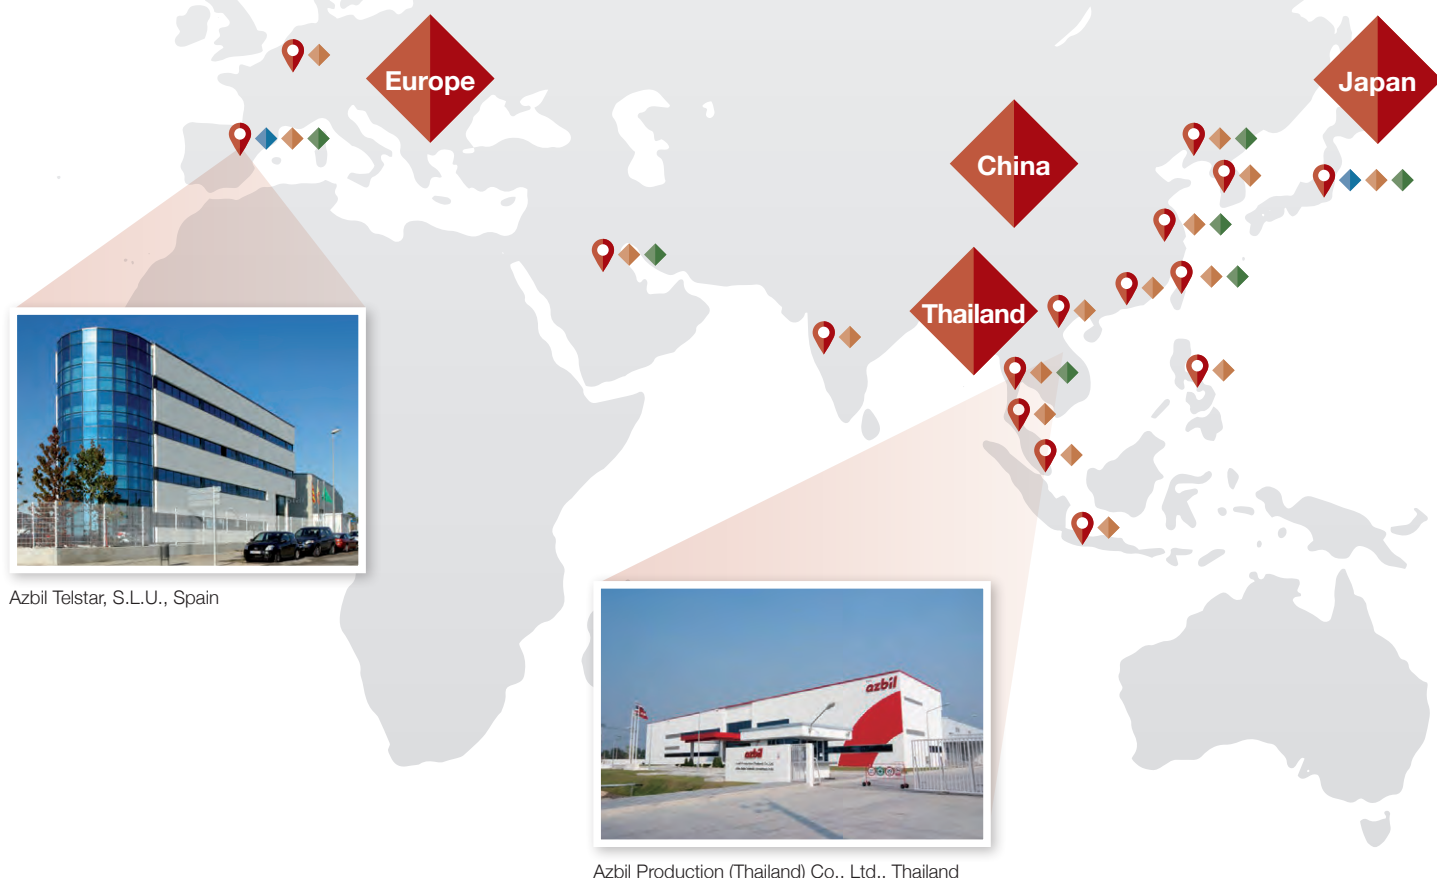 Europe
Japan
China
Thailand
Azbil Telstar, S.L.U., Spain
azbil
azbil
Azbil Production (Thailand) Co., Ltd., Thailand